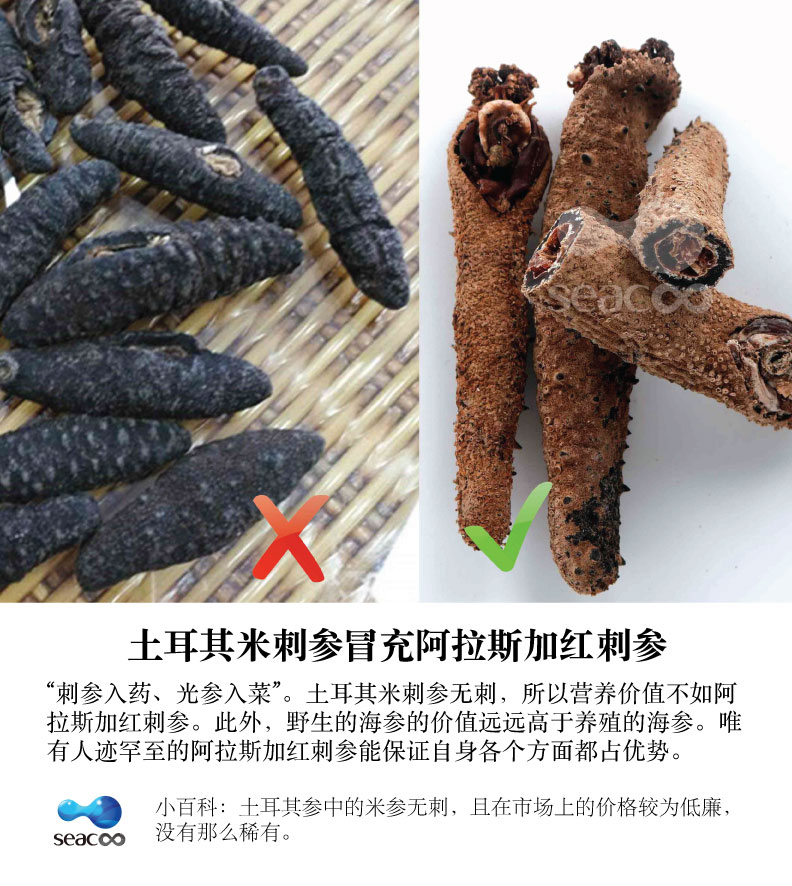 seacoo
土耳其米刺参冒充阿拉斯加红刺参
“刺参入药、光参入菜”。土耳其米刺参无刺，所以营养价值不如阿
拉斯加红刺参。此外，野生的海参的价值远远高于养殖的海参。唯
有人迹罕至的阿拉斯加红刺参能保证自身各个方面都占优势。
小百科：土耳其参中的米参无刺，且在市场上的价格较为低廉，
没有那么稀有。
seacoo